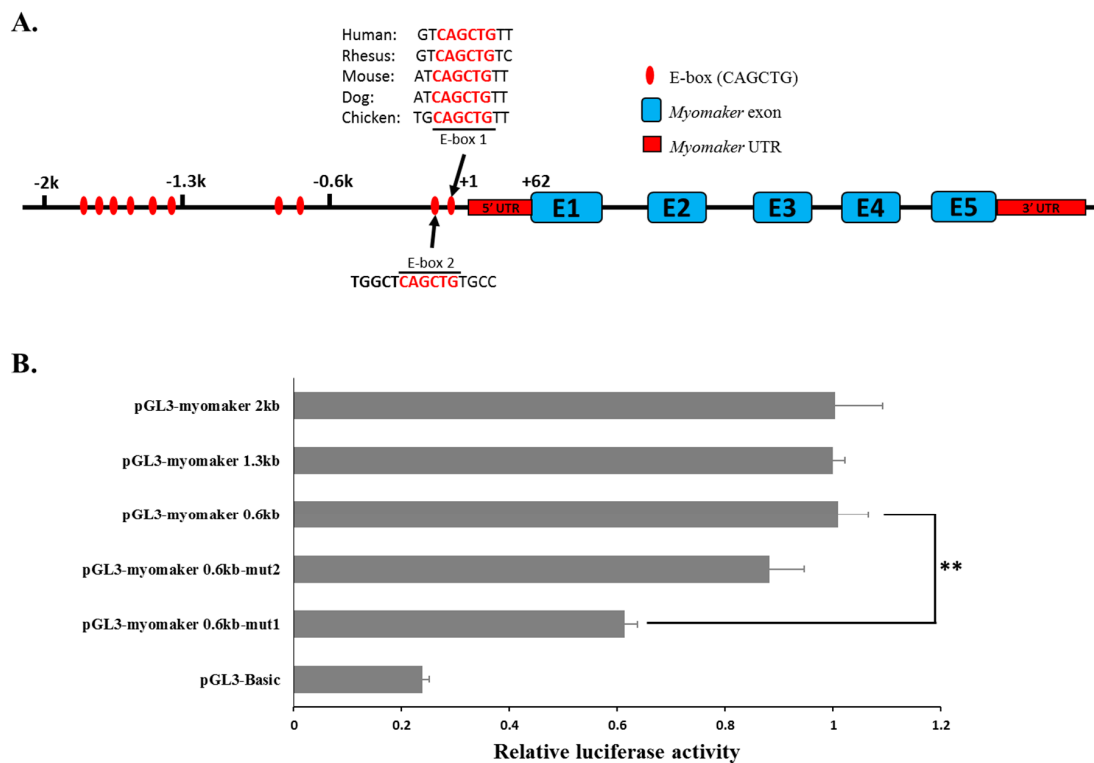 A.
Human: GTCAGCTGTT
Rhesus: GTCAGCTGTC
Mouse: ATCAGCTGTT
Dog: ATCAGCTGTT
Chicken: TGCAGCTGTT
E-box 1
E-box (CAGCTG)
Myomaker exon
Myomaker UTR
-2k -1.3k -0.6k +1 +62
5' UTR E1 E2 E3 E4 E5 3' UTR
E-box 2
TGGCTCAGCTGTGCC
B.
pGL3-myomaker 2kb
pGL3-myomaker 1.3kb
pGL3-myomaker 0.6kb
pGL3-myomaker 0.6kb-mut2
**
pGL3-myomaker 0.6kb-mut1
pGL3-Basic
0 0.2 0.4 0.6 0.8 1 1.2
Relative luciferase activity